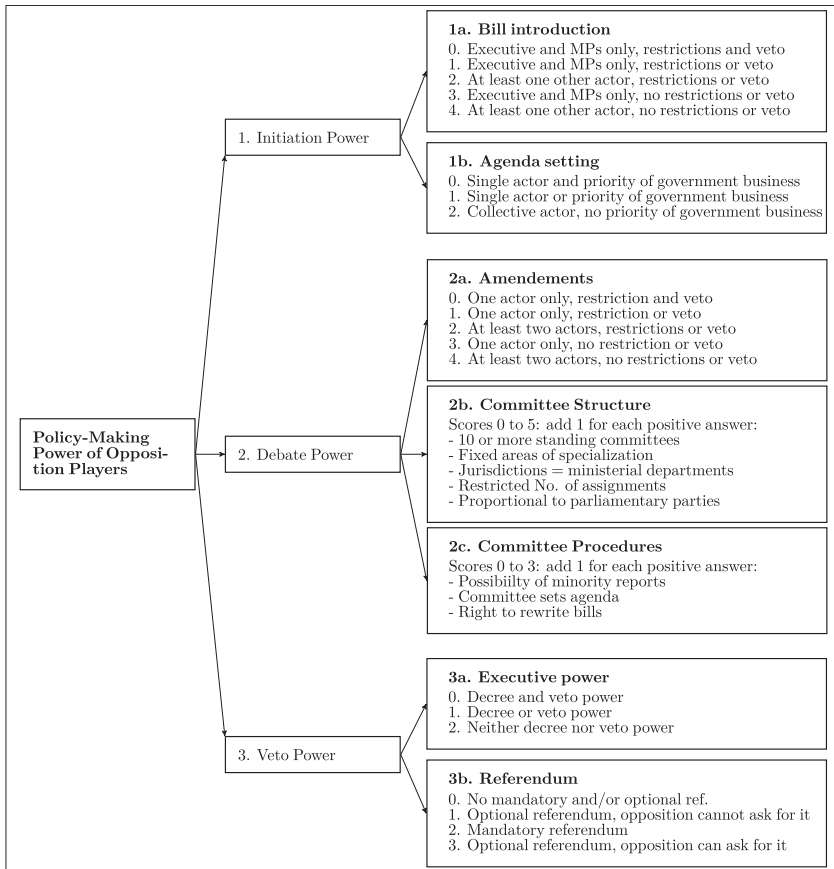 Policy-Making
Power of Opposi-
tion Players
1. Initiation Power
1a. Bill introduction
0. Executive and MPs only, restrictions and veto
1. Executive and MPs only, restrictions or veto
2. At least one other actor, restrictions or veto
3. Executive and MPs only, no restrictions or veto
4. At least one other actor, no restrictions or veto
1b. Agenda setting
0. Single actor and priority of government business
1. Single actor or priority of government business
2. Collective actor, no priority of government business
2. Debate Power
2a. Amendements
0. One actor only, restriction and veto
1. One actor only, restriction or veto
2. At least two actors, restrictions or veto
3. One actor only, no restriction or veto
4. At least two actors, no restrictions or veto
2b. Committee Structure
Scores 0 to 5: add 1 for each positive answer:
- 10 or more standing committees
- Fixed areas of specialization
- Jurisdictions = ministerial departments
- Restricted No. of assignments
- Proportional to parliamentary parties
2c. Committee Procedures
Scores 0 to 3: add 1 for each positive answer:
- Possibiilty of minority reports
- Committee sets agenda
- Right to rewrite bills
3. Veto Power
3a. Executive power
0. Decree and veto power
1. Decree or veto power
2. Neither decree nor veto power
3b. Referendum
0. No mandatory and/or optional ref.
1. Optional referendum, opposition cannot ask for it
2. Mandatory referendum
3. Optional referendum, opposition can ask for it